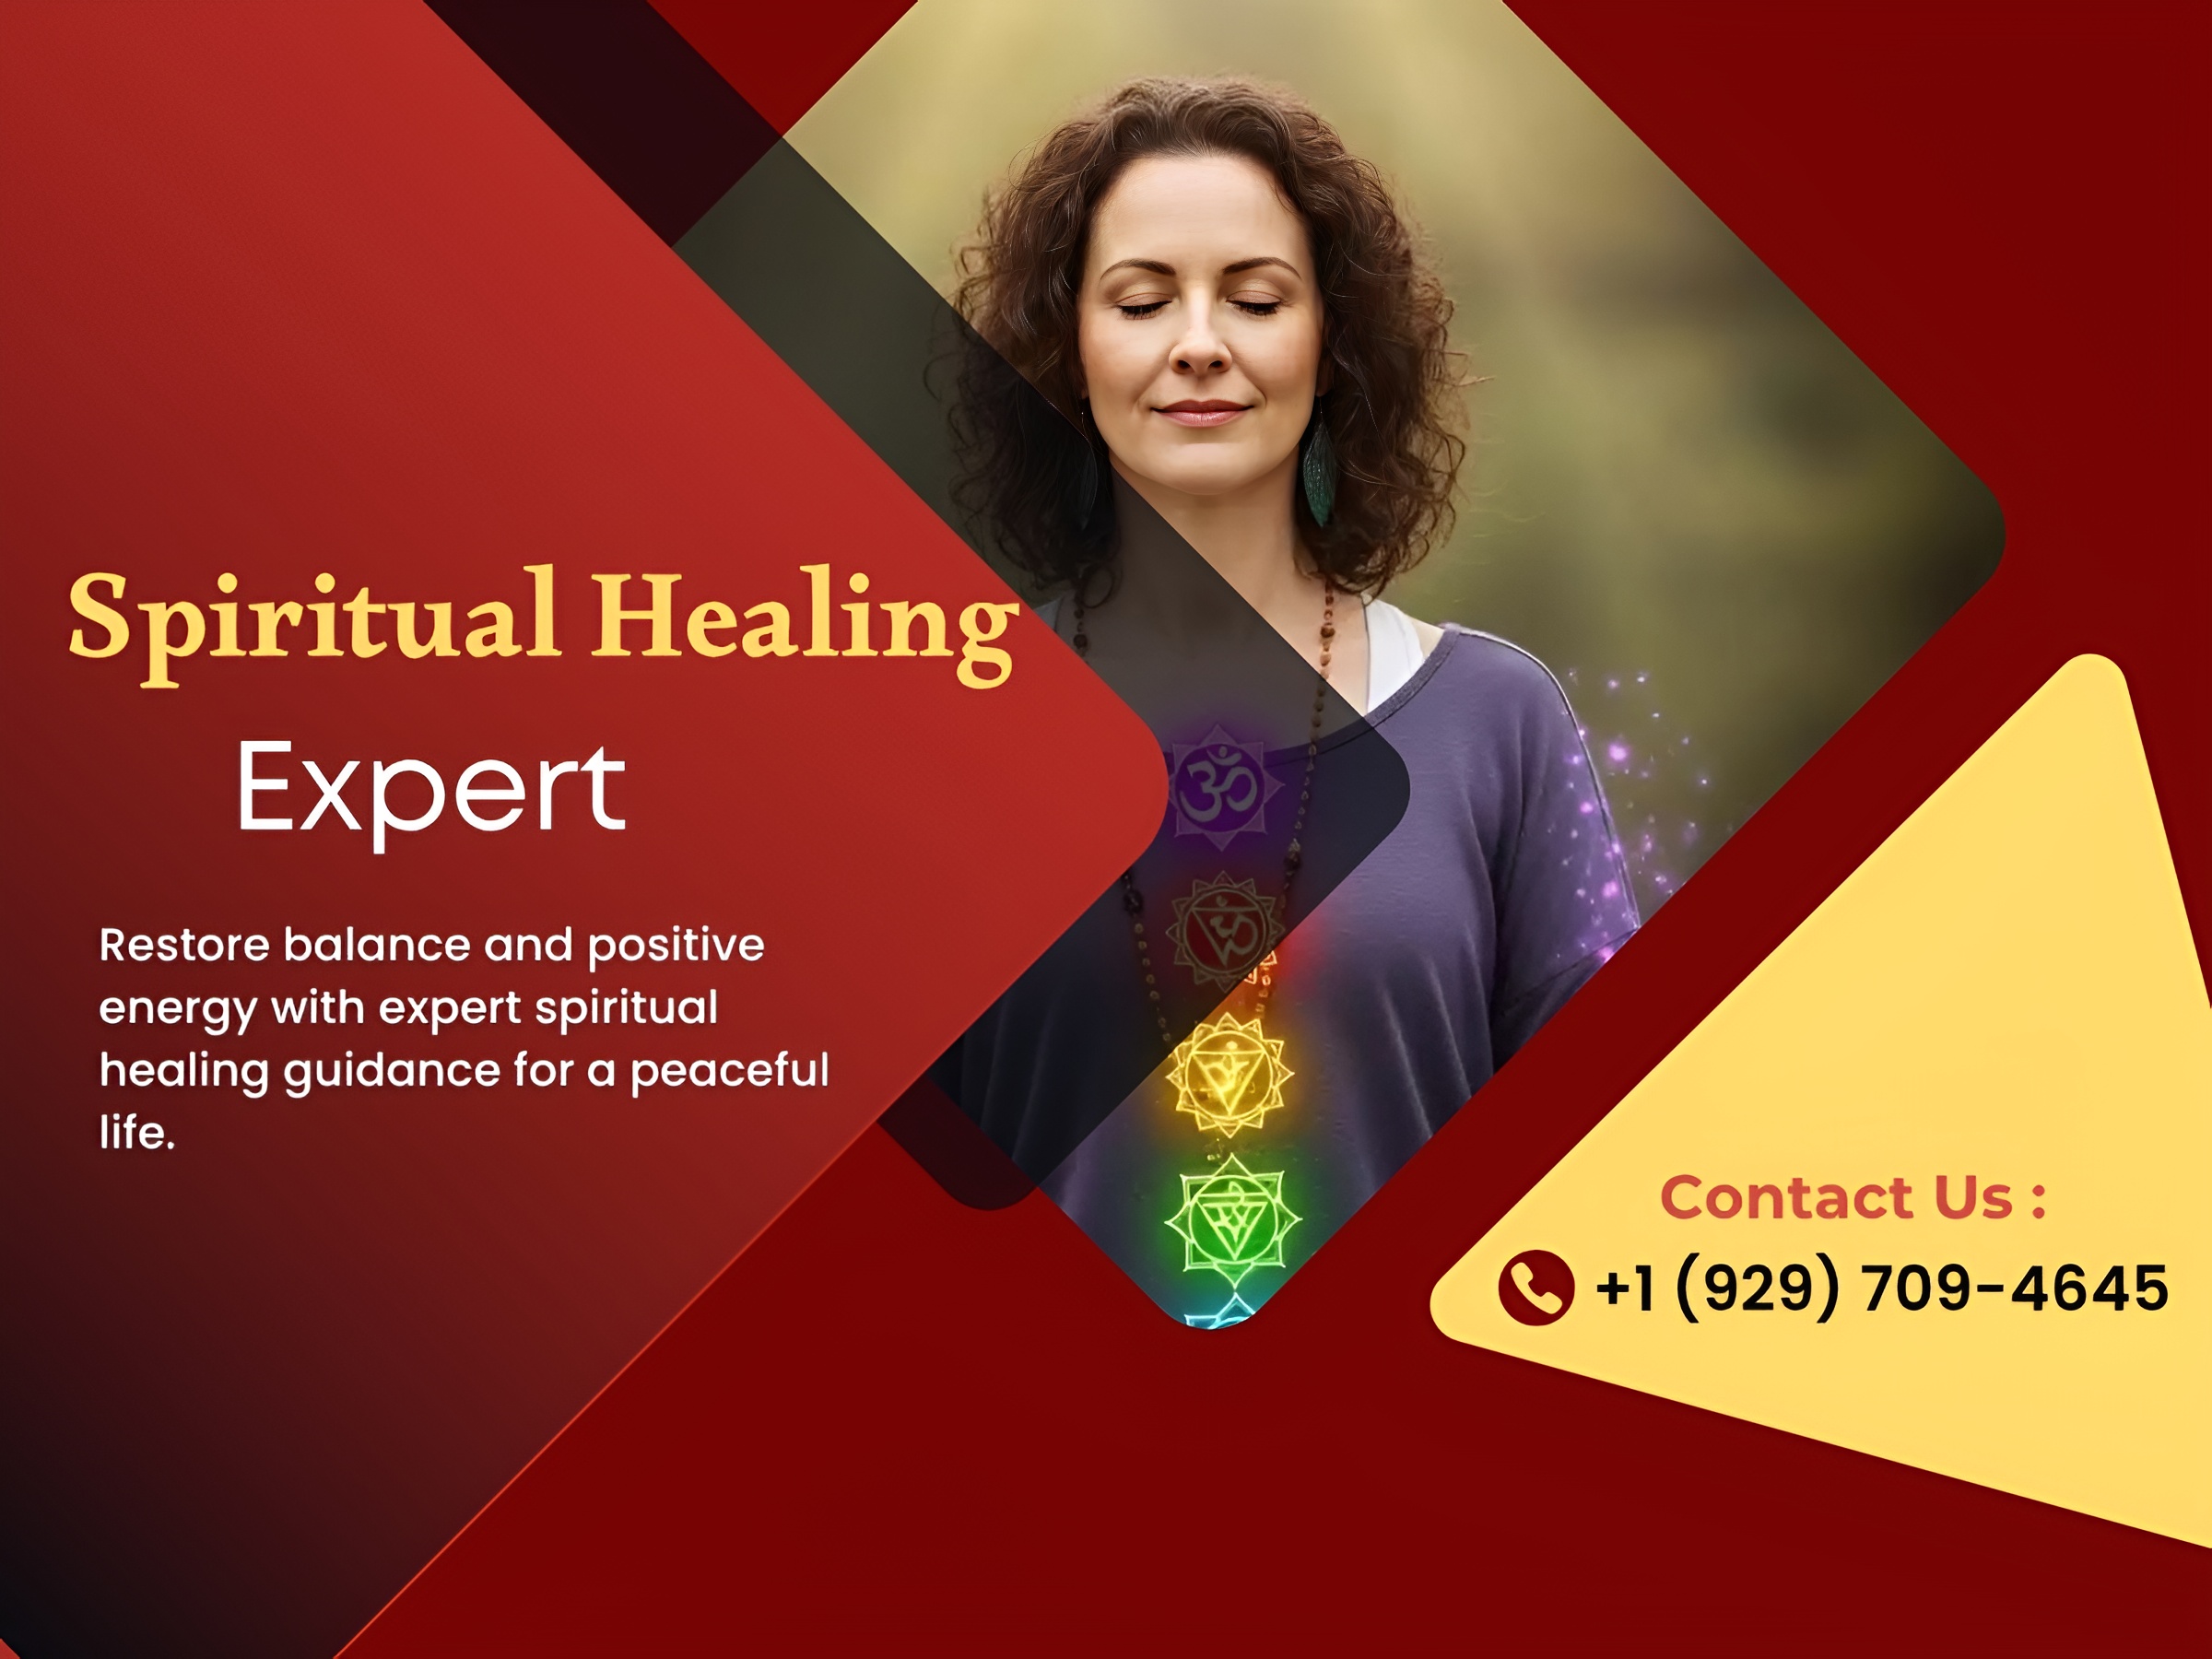 Spiritual Healing
Expert
Restore balance and positive
energy with expert spiritual
healing guidance for a peaceful
life.
Contact Us :
+1 (929) 709-4645
ॐ